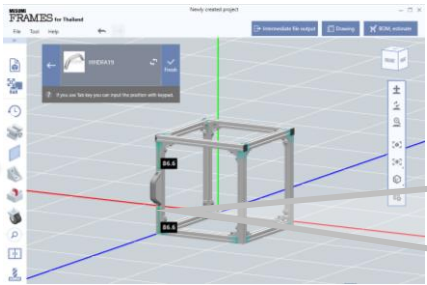 Newly created project
MISUMI
FRAMES for Thailand
File Tool Help
Intermediate file output
Drawing
BOM, estimate
Finish
If you use Tab key you can input the position with keypad.
86.6
86.6